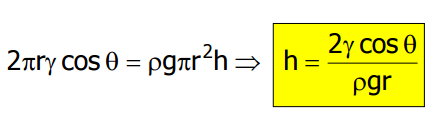 2πrγ cos θ = ρgπr²h ⇒ h = 2γ cos θ / ρgr